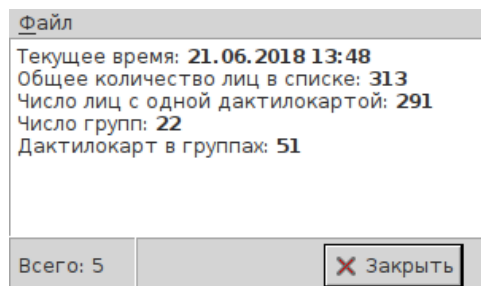 Файл
Текущее время: 21.06.2018 13:48
Общее количество лиц в списке: 313
Число лиц с одной дактилокартой: 291
Число групп: 22
Дактилокарт в группах: 51
Всего: 5
Закрыть